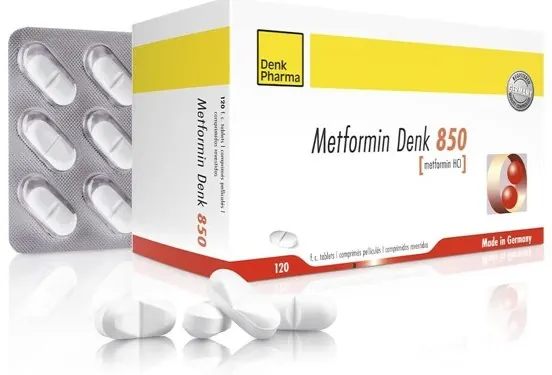 Denk
Pharma
GERMANY
Metformin Denk 850
[metformin HCl]
f. c. tablets | comprimés pelliculés | comprimidos revestidos
120
Made in Germany
120 f. c. tablets | comprimés pelliculés |
comprimidos revestidos
Metformin Denk 850